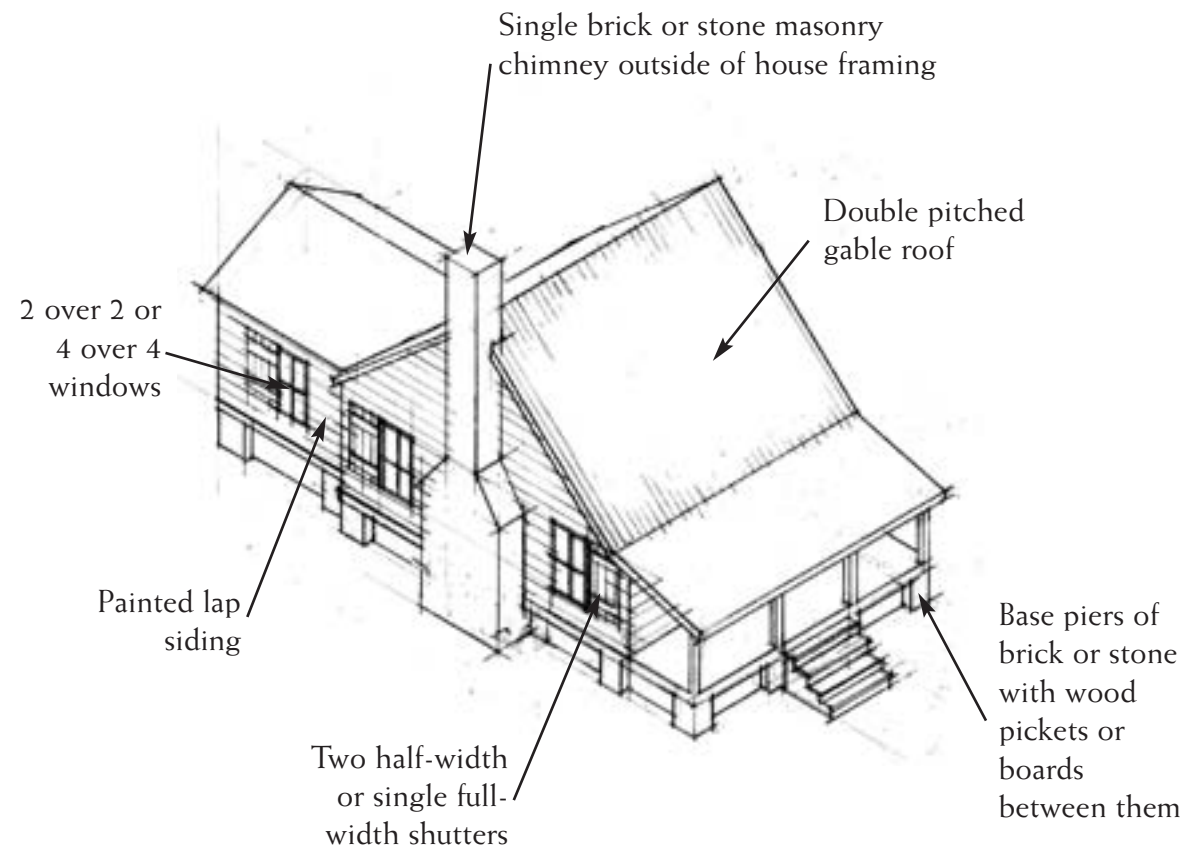 Single brick or stone masonry
chimney outside of house framing
Double pitched
gable roof
2 over 2 or
4 over 4
windows
Painted lap
siding
Base piers of
brick or stone
with wood
pickets or
boards
between them
Two half-width
or single full-
width shutters